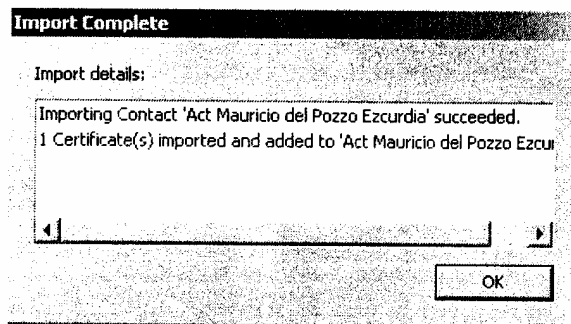 Import Complete
Import details:
Importing Contact 'Act Mauricio del Pozzo Ezcurdia' succeeded.
1 Certificate(s) imported and added to 'Act Mauricio del Pozzo Ezcur
OK